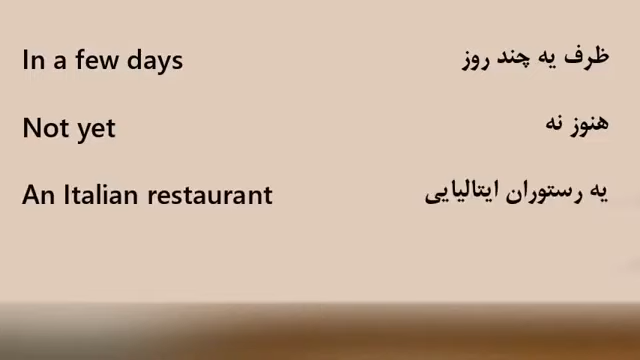 In a few days ظرف یه چند روز
Not yet هنوز نه
An Italian restaurant یه رستوران ایتالیایی